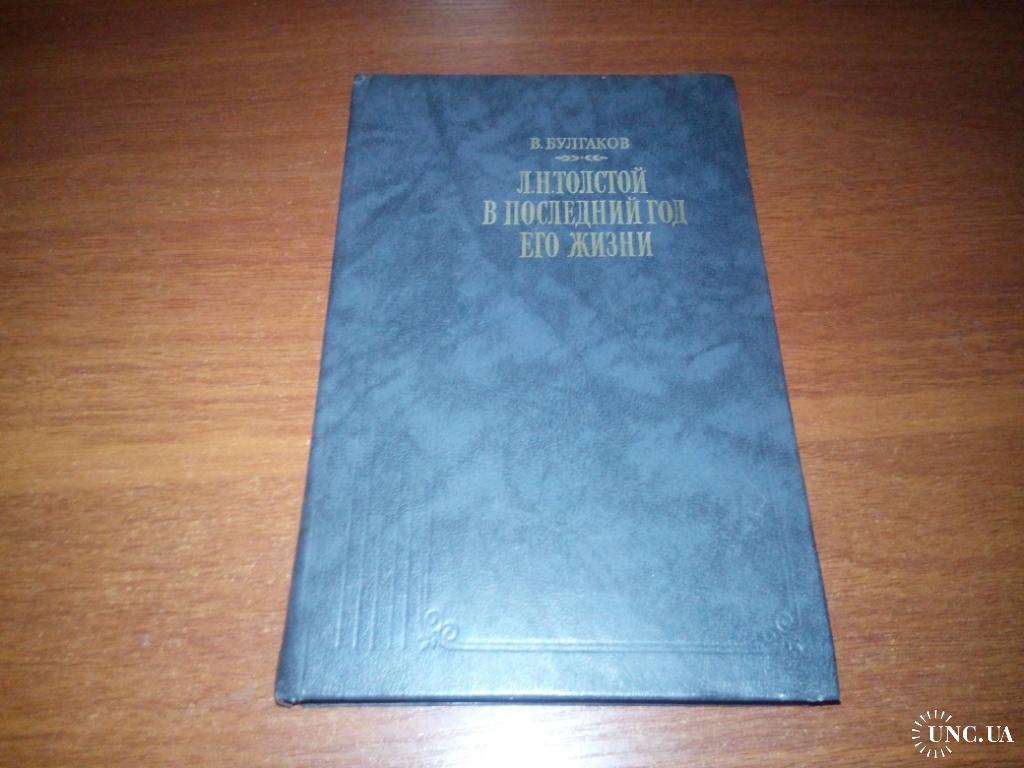 В. БУЛГАКОВ
Л.Н.ТОЛСТОЙ
В ПОСЛЕДНИЙ ГОД
ЕГО ЖИЗНИ
UNC.UA